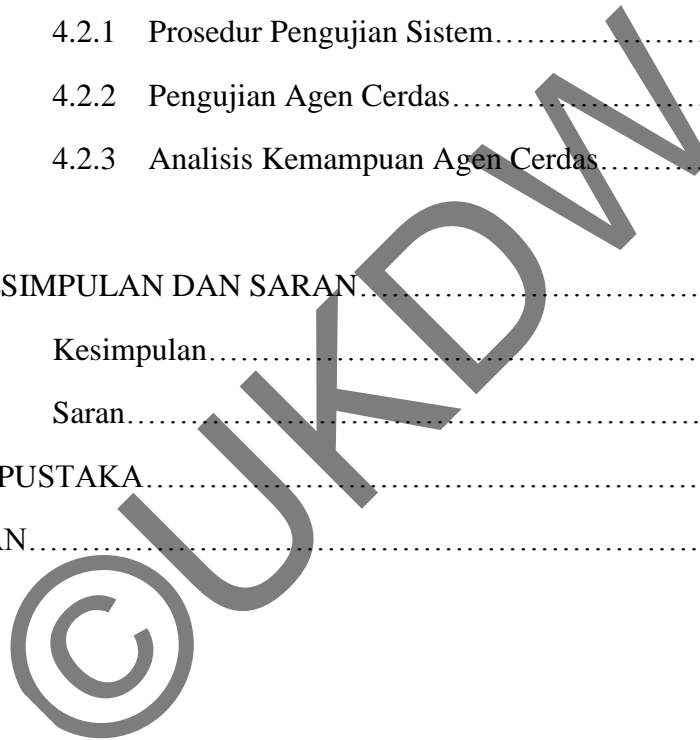 4.2.1 Prosedur Pengujian Sistem……………………
4.2.2 Pengujian Agen Cerdas……………………
4.2.3 Analisis Kemampuan Agen Cerdas…………
SIMPULAN DAN SARAN……………………………
Kesimpulan……………………………………………
Saran……………………………………………………
PUSTAKA………………………………………………
AN………………………………………………………
©UKDW